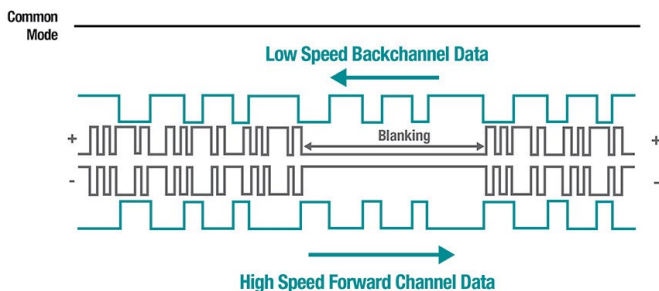 Common
Mode
Low Speed Backchannel Data
+
Blanking
+
-
-
High Speed Forward Channel Data